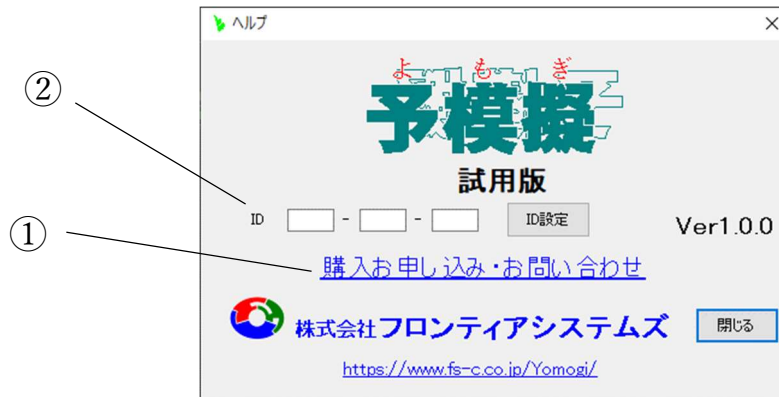 ヘルプ ×
よもぎ
予模擬
試用版
② ID - - ID設定 Ver1.0.0
① 購入お申し込み・お問い合わせ
株式会社フロンティアシステムズ 閉じる
https://www.fs-c.co.jp/Yomogi/